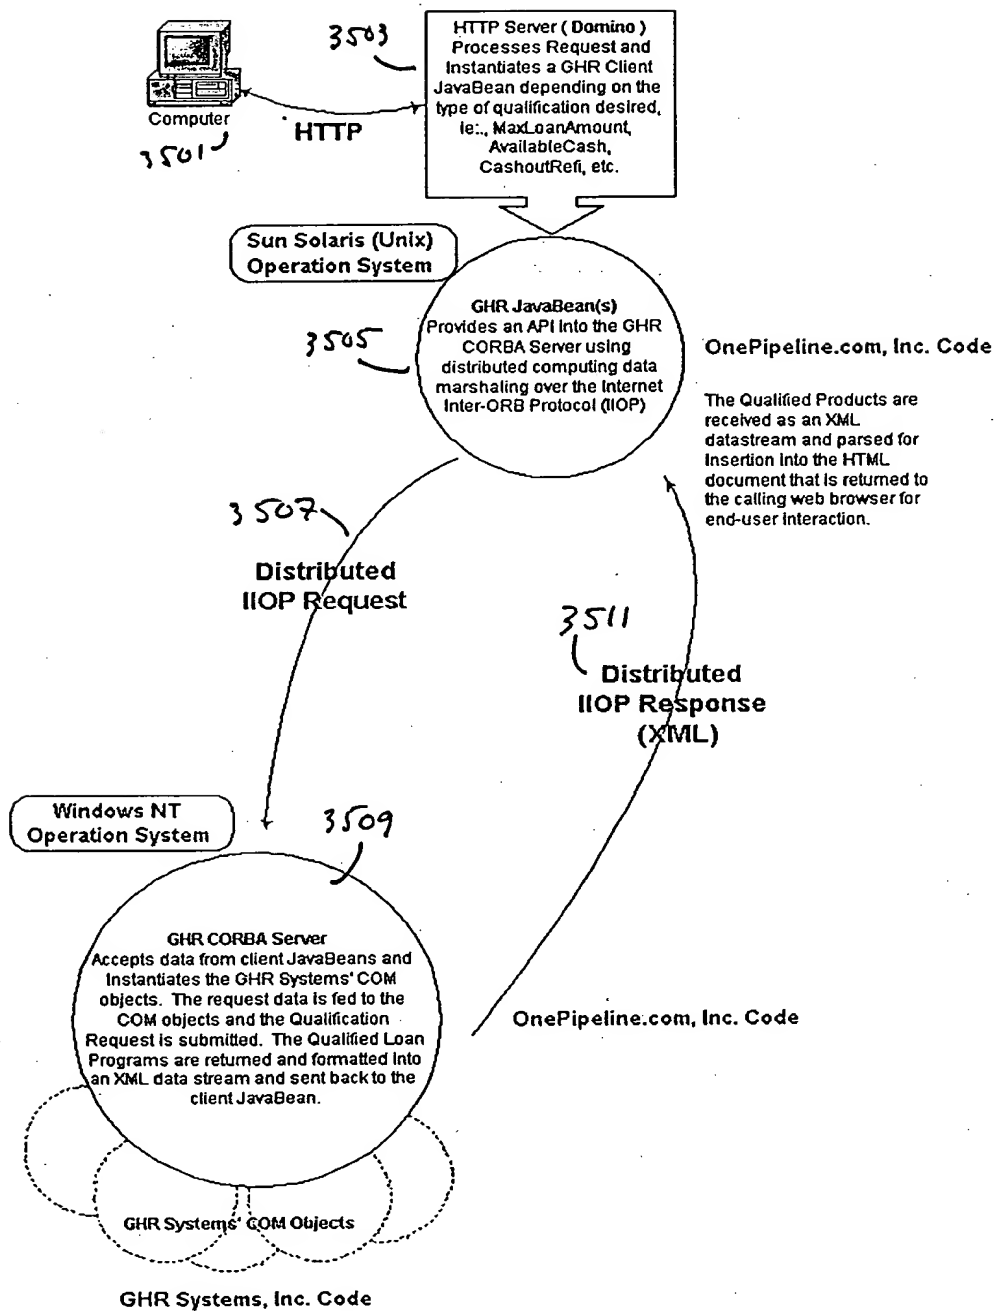 3503
HTTP Server ( Domino )
Processes Request and
Instantiates a GHR Client
JavaBean depending on the
type of qualification desired,
ie:., MaxLoanAmount,
AvailableCash,
CashoutRefi, etc.
Computer
3501
HTTP
Sun Solaris (Unix)
Operation System
GHR JavaBean(s)
Provides an API into the GHR
CORBA Server using
distributed computing data
marshaling over the Internet
Inter-ORB Protocol (IIOP)
3505
OnePipeline.com, Inc. Code
The Qualified Products are
received as an XML
datastream and parsed for
Insertion into the HTML
document that is returned to
the calling web browser for
end-user interaction.
3507
Distributed
IIOP Request
3511
Distributed
IIOP Response
(XML)
Windows NT
Operation System
3509
GHR CORBA Server
Accepts data from client JavaBeans and
Instantiates the GHR Systems' COM
objects. The request data is fed to the
COM objects and the Qualification
Request is submitted. The Qualified Loan
Programs are returned and formatted into
an XML data stream and sent back to the
client JavaBean.
OnePipeline.com, Inc. Code
GHR Systems' COM Objects
GHR Systems, Inc. Code